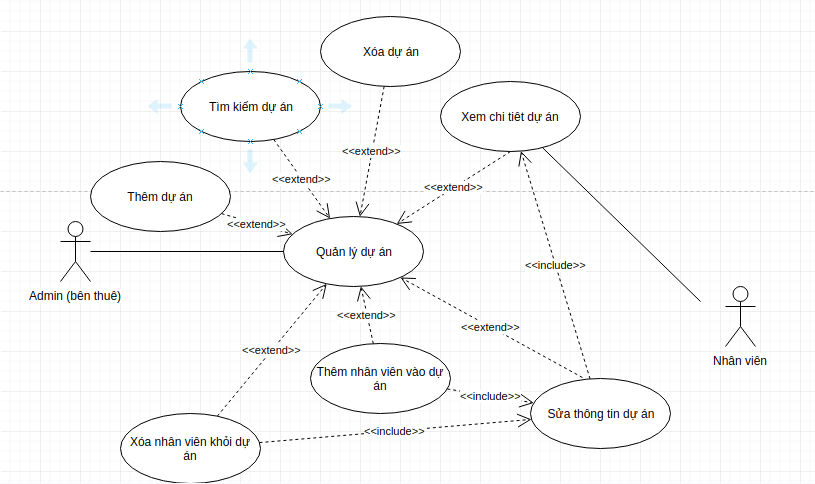 Xóa dự án
Tìm kiếm dự án
Xem chi tiêt dự án
<<extend>>
<<extend>>
<<extend>>
Thêm dự án
<<extend>>
Quản lý dự án
Admin (bên thuê)
<<include>>
<<extend>>
<<extend>>
<<extend>>
Nhân viên
Thêm nhân viên vào dự
án
<<include>>
Sửa thông tin dự án
<<include>>
Xóa nhân viên khỏi dự
án